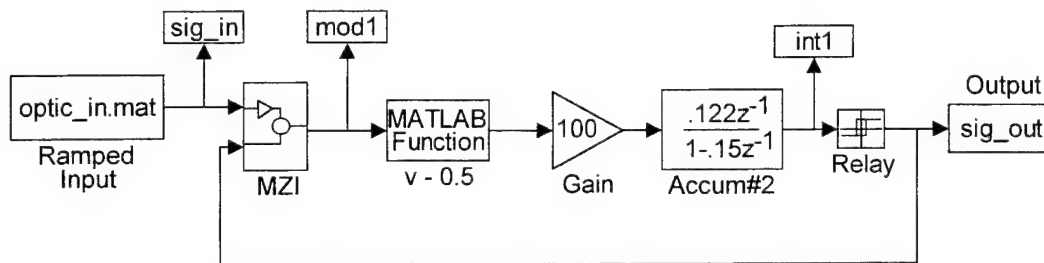 sig_in
mod1
int1
Output
optic_in.mat
Ramped
Input
MZI
MATLAB
Function
v - 0.5
100
Gain
.122z-1
1-.15z-1
Accum#2
Relay
sig_out